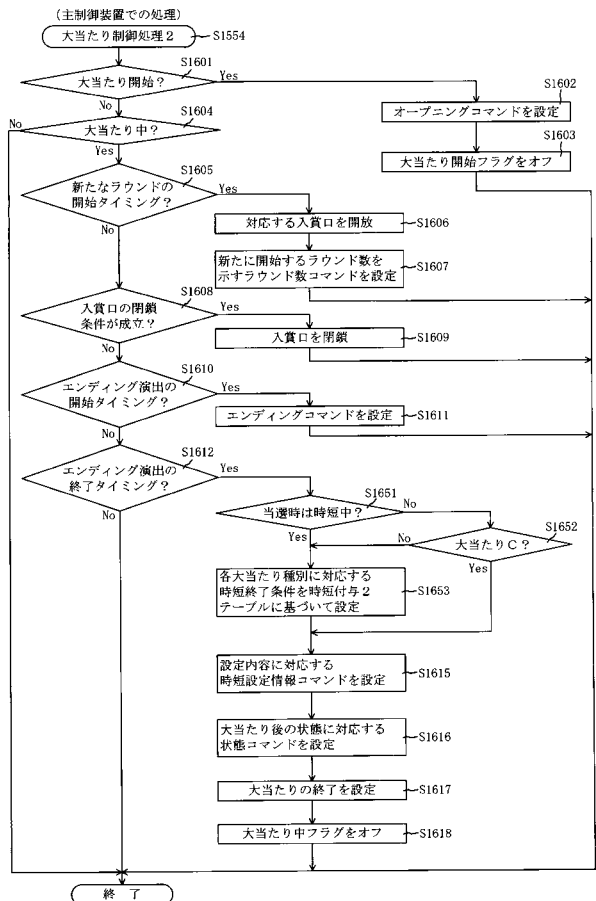 （主制御装置での処理）
大当たり制御処理２
S1554
S1601
大当たり開始？
Yes
No
S1602
オープニングコマンドを設定
S1603
大当たり開始フラグをオフ
S1604
No
大当たり中？
Yes
S1605
新たなラウンドの
開始タイミング？
Yes
No
対応する入賞口を開放
S1606
新たに開始するラウンド数を
示すラウンド数コマンドを設定
S1607
S1608
入賞口の閉鎖
条件が成立？
Yes
No
入賞口を閉鎖
S1609
S1610
エンディング演出の
開始タイミング？
Yes
No
エンディングコマンドを設定
S1611
S1612
エンディング演出の
終了タイミング？
Yes
No
S1651
当選時は時短中？
No
Yes
S1652
大当たりＣ？
No
Yes
各大当たり種別に対応する
時短終了条件を時短付与２
テーブルに基づいて設定
S1653
設定内容に対応する
時短設定情報コマンドを設定
S1615
大当たり後の状態に対応する
状態コマンドを設定
S1616
大当たりの終了を設定
S1617
大当たり中フラグをオフ
S1618
終　了